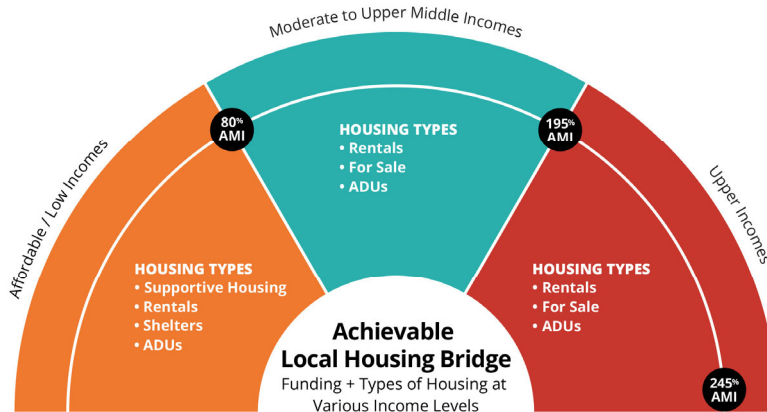 Moderate to Upper Middle Incomes
80% AMI
195% AMI
HOUSING TYPES
• Rentals
• For Sale
• ADUs
Affordable / Low Incomes
Upper Incomes
HOUSING TYPES
• Supportive Housing
• Rentals
• Shelters
• ADUs
HOUSING TYPES
• Rentals
• For Sale
• ADUs
Achievable
Local Housing Bridge
Funding + Types of Housing at
Various Income Levels
245%
AMI